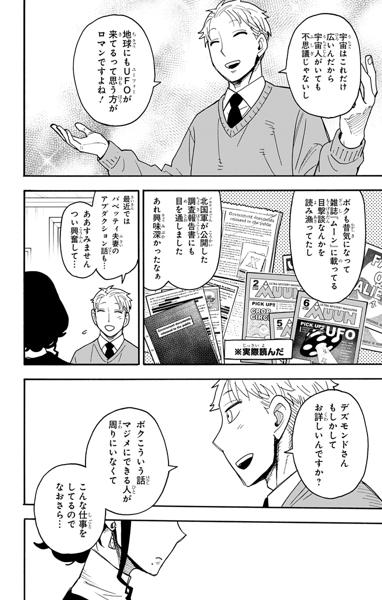 宇宙はこれだけ
広いんだから
宇宙人がいても
不思議じゃないし
地球にもＵＦＯが
来てるって思う方が
ロマンですよね！
ボクも昔気になって
雑誌『ムーン』に載ってる
目撃談なんかを
読み漁ってたし
2
MUUN
PICK UP!
CROP
CIRCLE
6
MUUN
PICK UP!!
UFO
※実際読んだ
北国軍が公開した
調査報告書にも
目を通しました
あれ興味
深かったなぁ
最近では
バベッティ夫妻の
アブダクション話も…
ああすみません
つい興奮して…
デズモンドさん
もしかして
お詳しいんですか？
ボクこういう話
マジメにできる人が
周りにいなくて
こんな仕事を
してるので
なおさら…